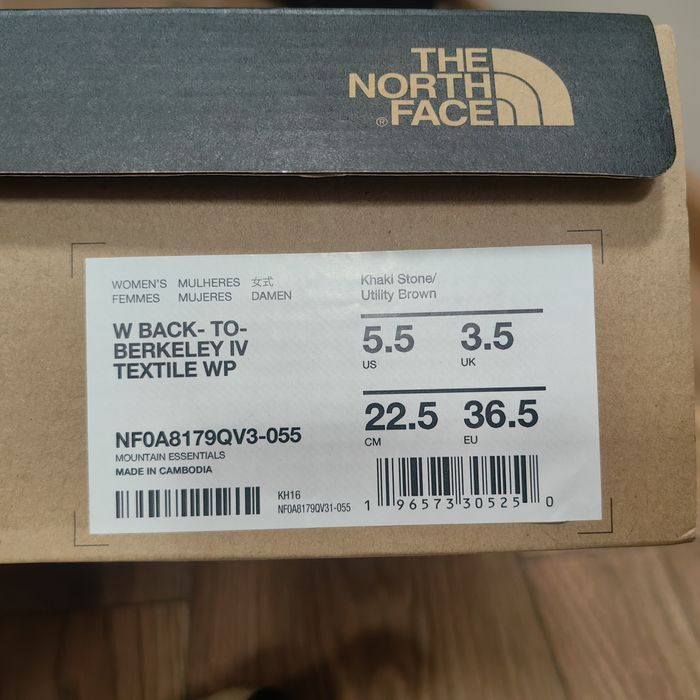 THE
NORTH
® FACE
WOMEN'S MULHERES 女式
FEMMES MUJERES DAMEN
Khaki Stone/
Utility Brown
W BACK- TO-
BERKELEY IV
TEXTILE WP
5.5 3.5
US UK
22.5 36.5
CM EU
NF0A8179QV3-055
MOUNTAIN ESSENTIALS
MADE IN CAMBODIA
KH16
NF0A8179QV31-055
1 96573 30525 0